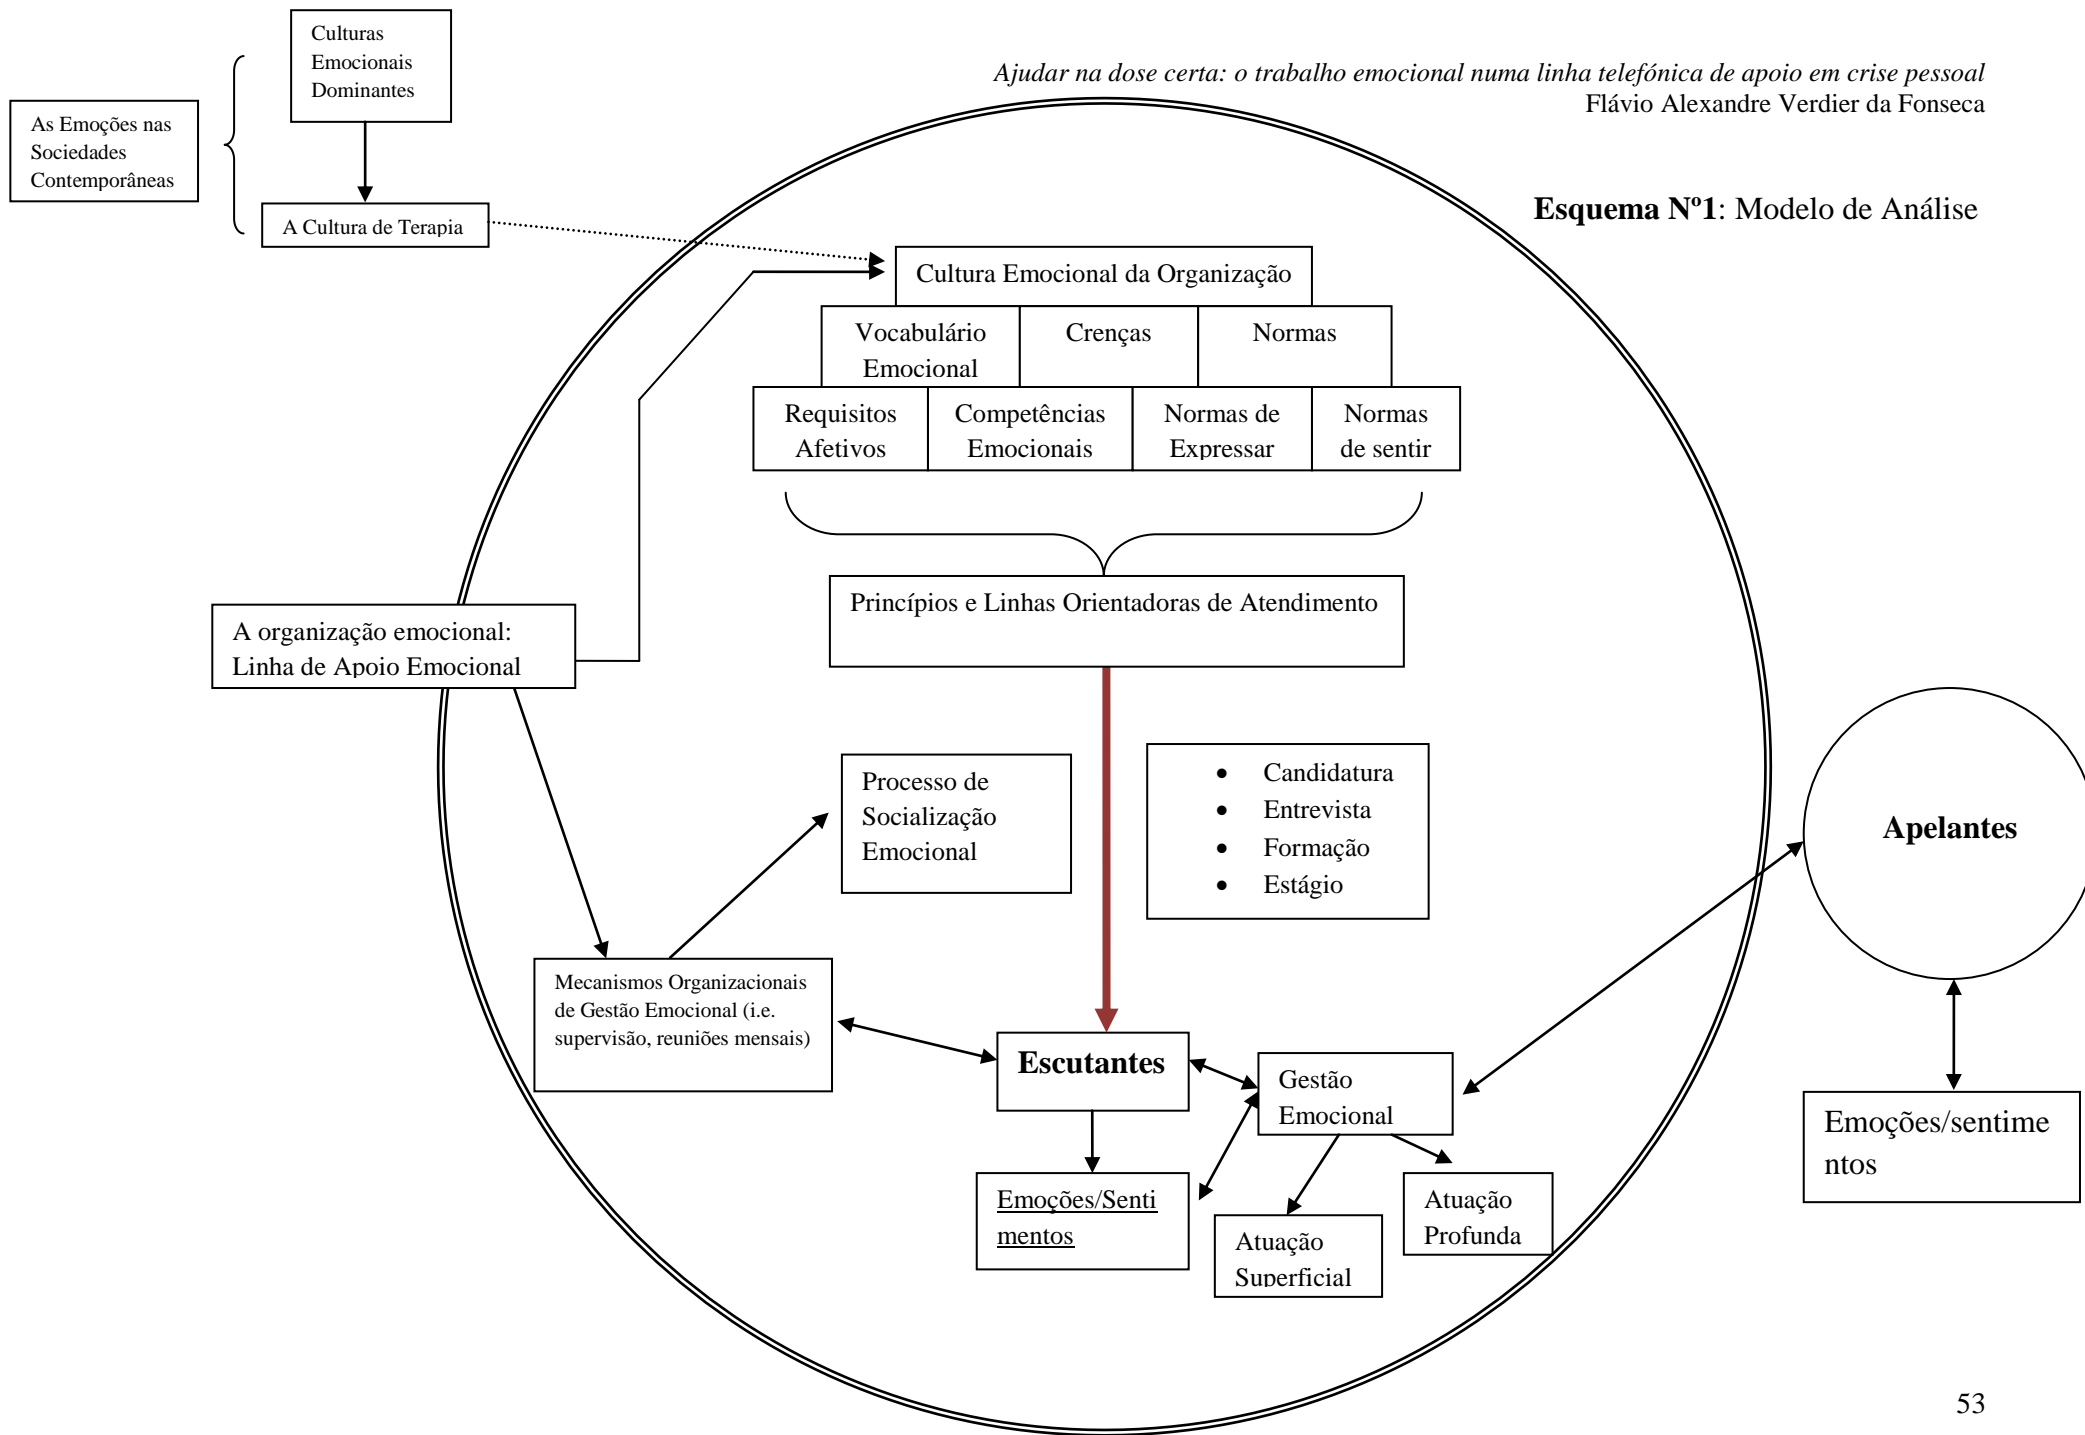 Ajudar na dose certa: o trabalho emocional numa linha telefónica de apoio em crise pessoal
Flávio Alexandre Verdier da Fonseca
Culturas
Emocionais
Dominantes
As Emoções nas
Sociedades
Contemporâneas
A Cultura de Terapia
Esquema Nº1: Modelo de Análise
Cultura Emocional da Organização
Vocabulário
Emocional
Crenças
Normas
Requisitos
Afetivos
Competências
Emocionais
Normas de
Expressar
Normas
de sentir
Princípios e Linhas Orientadoras de Atendimento
A organização emocional:
Linha de Apoio Emocional
Processo de
Socialização
Emocional
• Candidatura
• Entrevista
• Formação
• Estágio
Apelantes
Mecanismos Organizacionais
de Gestão Emocional (i.e.
supervisão, reuniões mensais)
Escutantes
Gestão
Emocional
Emoções/Senti
mentos
Atuação
Superficial
Atuação
Profunda
Emoções/sentime
ntos
53